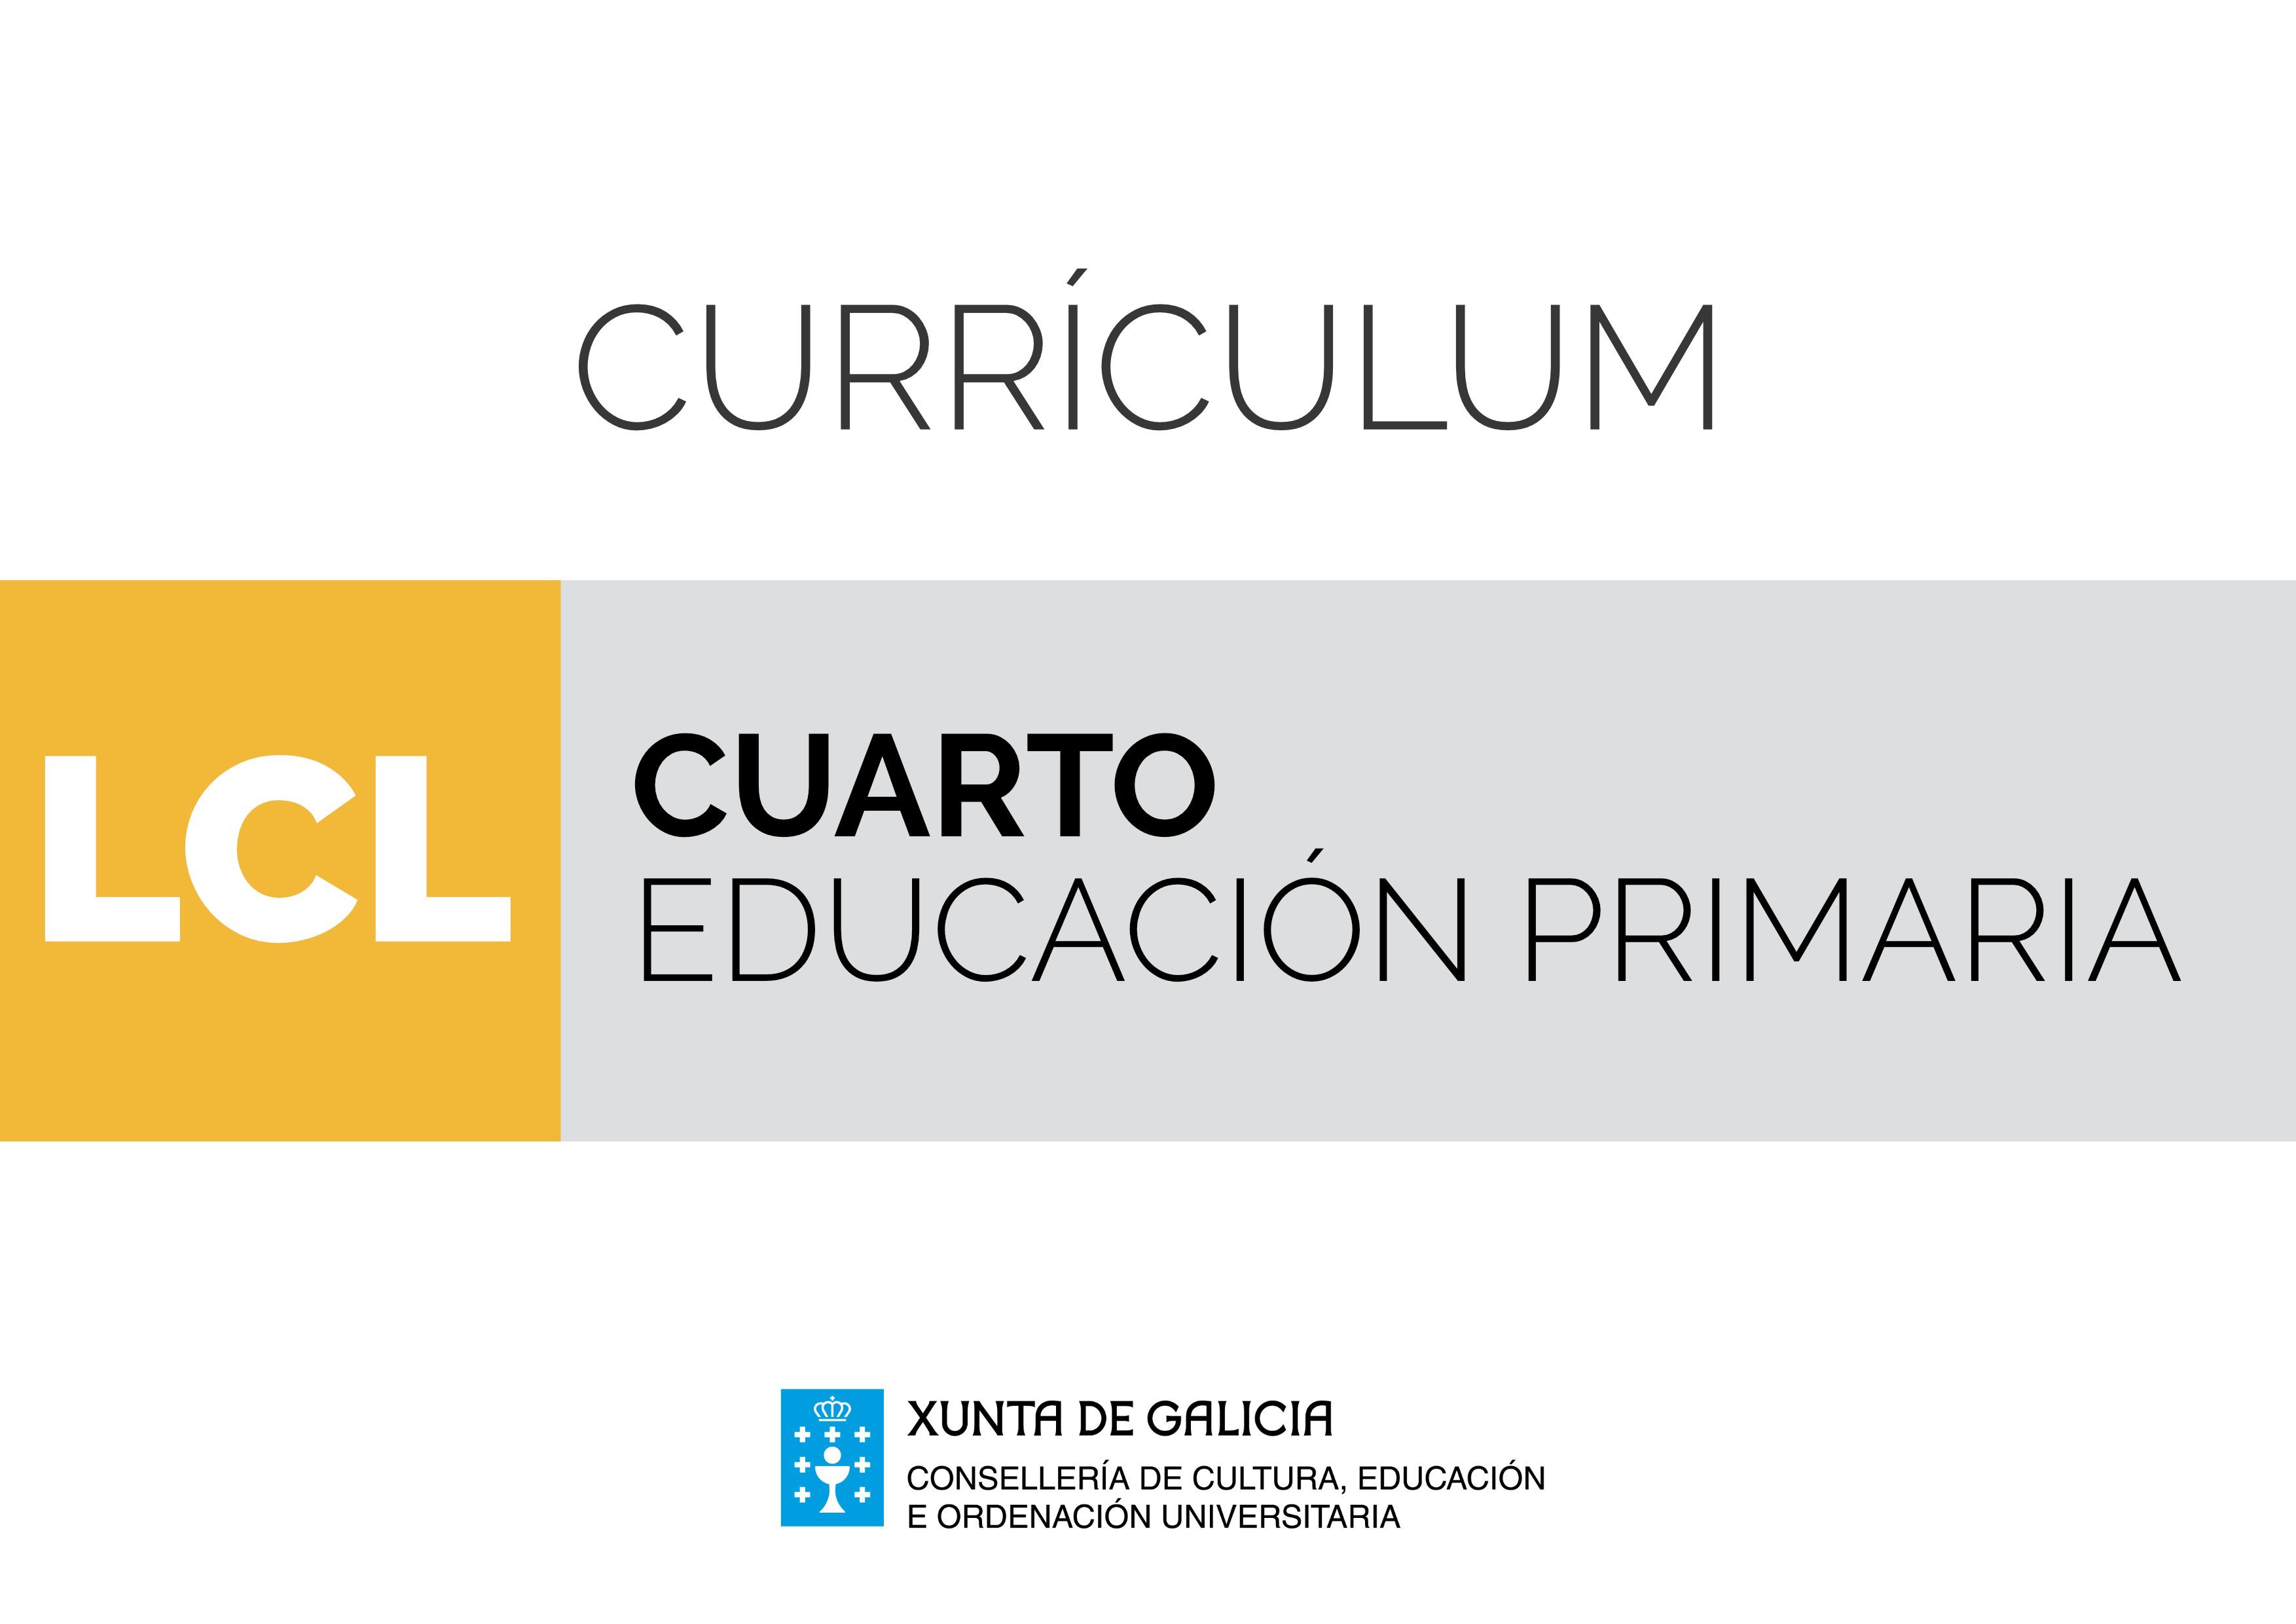 CURRÍCULUM
LCL
CUARTO
EDUCACIÓN PRIMARIA
XUNTA DE GALICIA
CONSELLERÍA DE CULTURA, EDUCACIÓN
E ORDENACIÓN UNIVERSITARIA